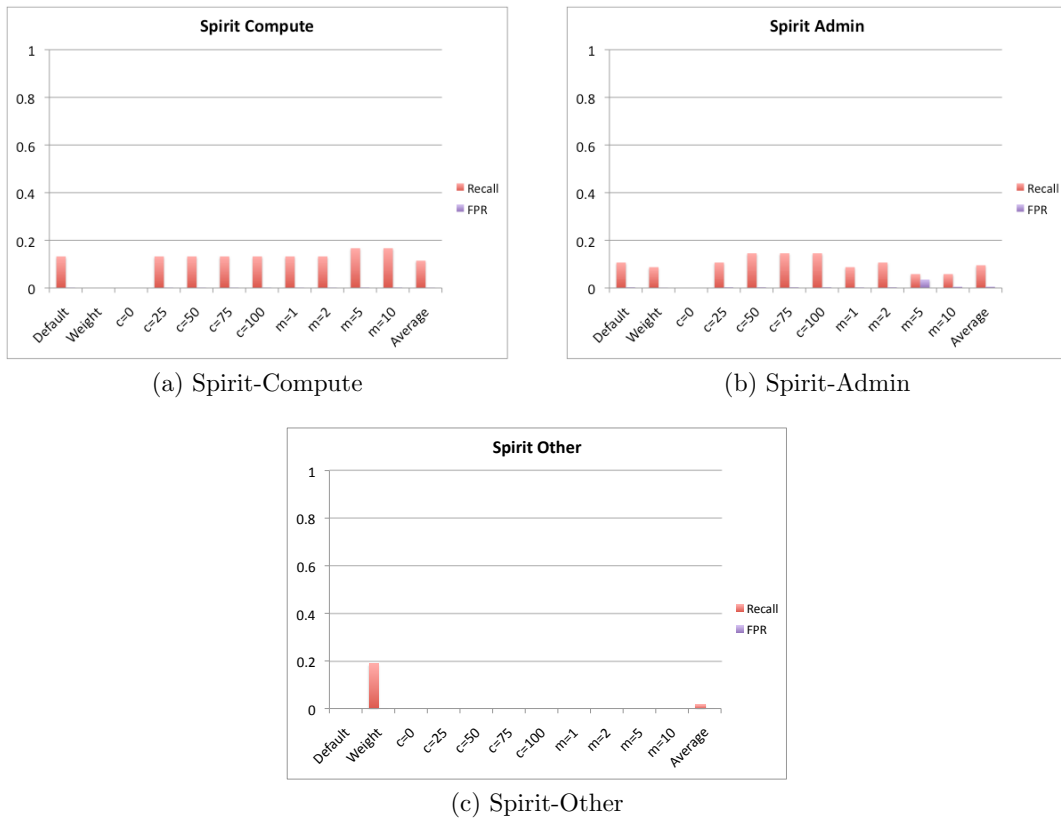 Spirit Compute
1
0.8
0.6
0.4
0.2
0
Default
Weight
c=0
c=25
c=50
c=75
c=100
m=1
m=2
m=5
m=10
Average
Recall
FPR
(a) Spirit-Compute
Spirit Admin
1
0.8
0.6
0.4
0.2
0
Default
Weight
c=0
c=25
c=50
c=75
c=100
m=1
m=2
m=5
m=10
Average
Recall
FPR
(b) Spirit-Admin
Spirit Other
1
0.8
0.6
0.4
0.2
0
Default
Weight
c=0
c=25
c=50
c=75
c=100
m=1
m=2
m=5
m=10
Average
Recall
FPR
(c) Spirit-Other